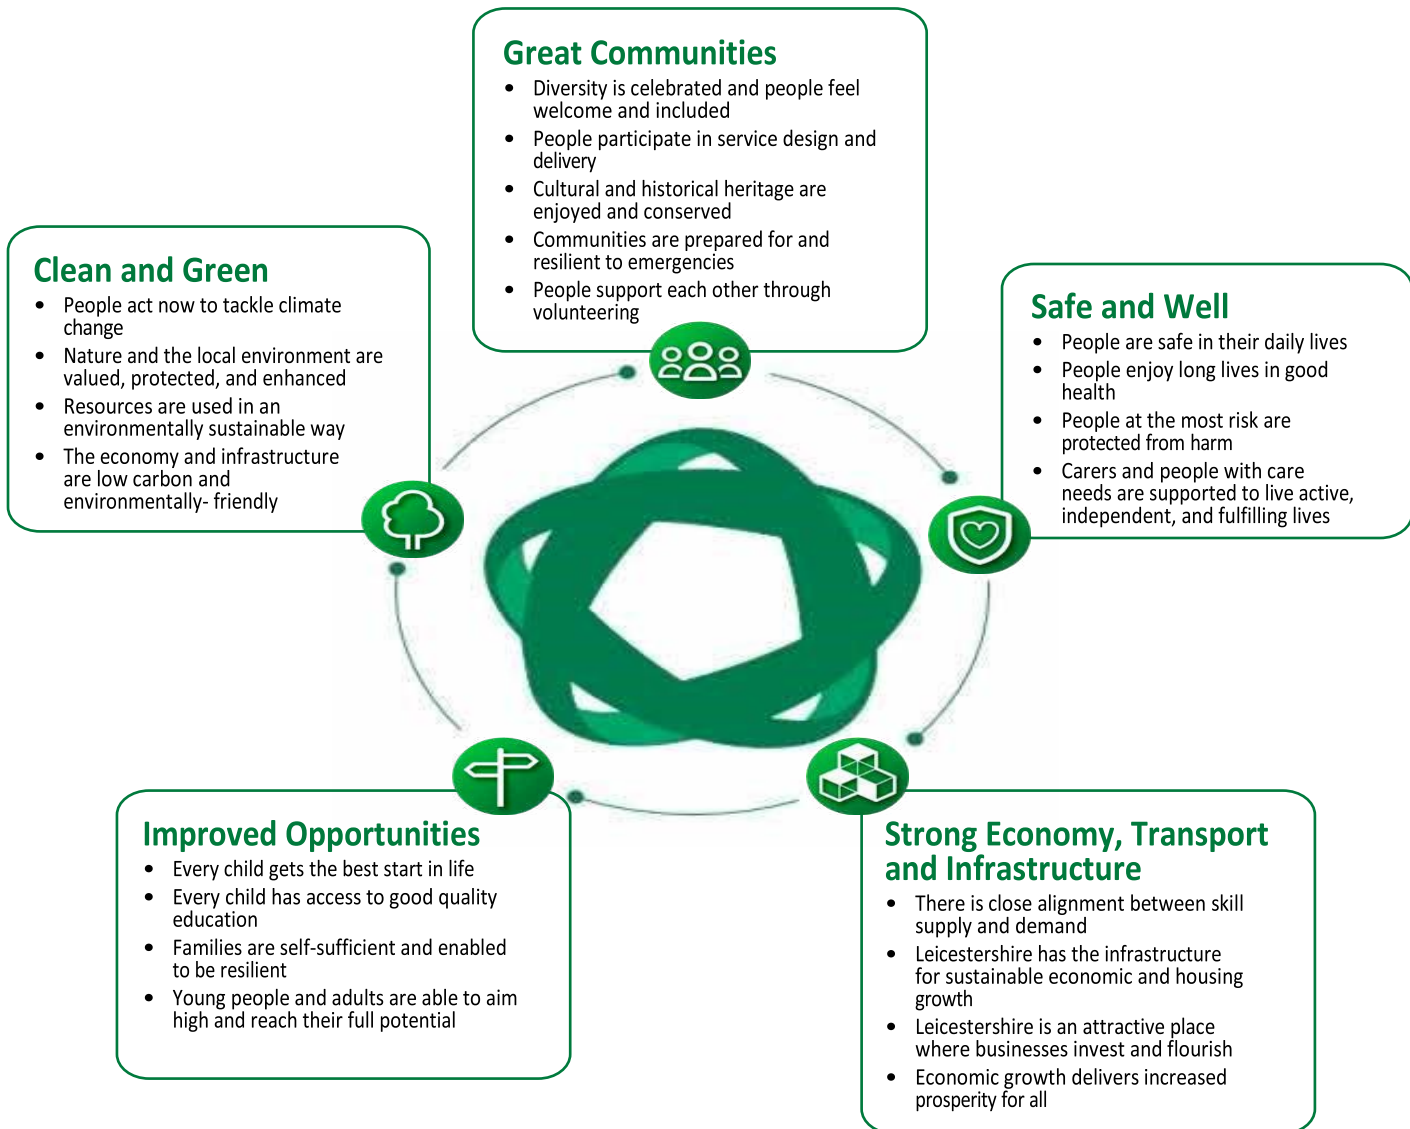 Great Communities
• Diversity is celebrated and people feel
welcome and included
• People participate in service design and
delivery
• Cultural and historical heritage are
enjoyed and conserved
• Communities are prepared for and
resilient to emergencies
• People support each other through
volunteering
Clean and Green
• People act now to tackle climate
change
• Nature and the local environment are
valued, protected, and enhanced
• Resources are used in an
environmentally sustainable way
• The economy and infrastructure
are low carbon and
environmentally- friendly
Safe and Well
• People are safe in their daily lives
• People enjoy long lives in good
health
• People at the most risk are
protected from harm
• Carers and people with care
needs are supported to live active,
independent, and fulfilling lives
Improved Opportunities
• Every child gets the best start in life
• Every child has access to good quality
education
• Families are self-sufficient and enabled
to be resilient
• Young people and adults are able to aim
high and reach their full potential
Strong Economy, Transport
and Infrastructure
• There is close alignment between skill
supply and demand
• Leicestershire has the infrastructure
for sustainable economic and housing
growth
• Leicestershire is an attractive place
where businesses invest and flourish
• Economic growth delivers increased
prosperity for all